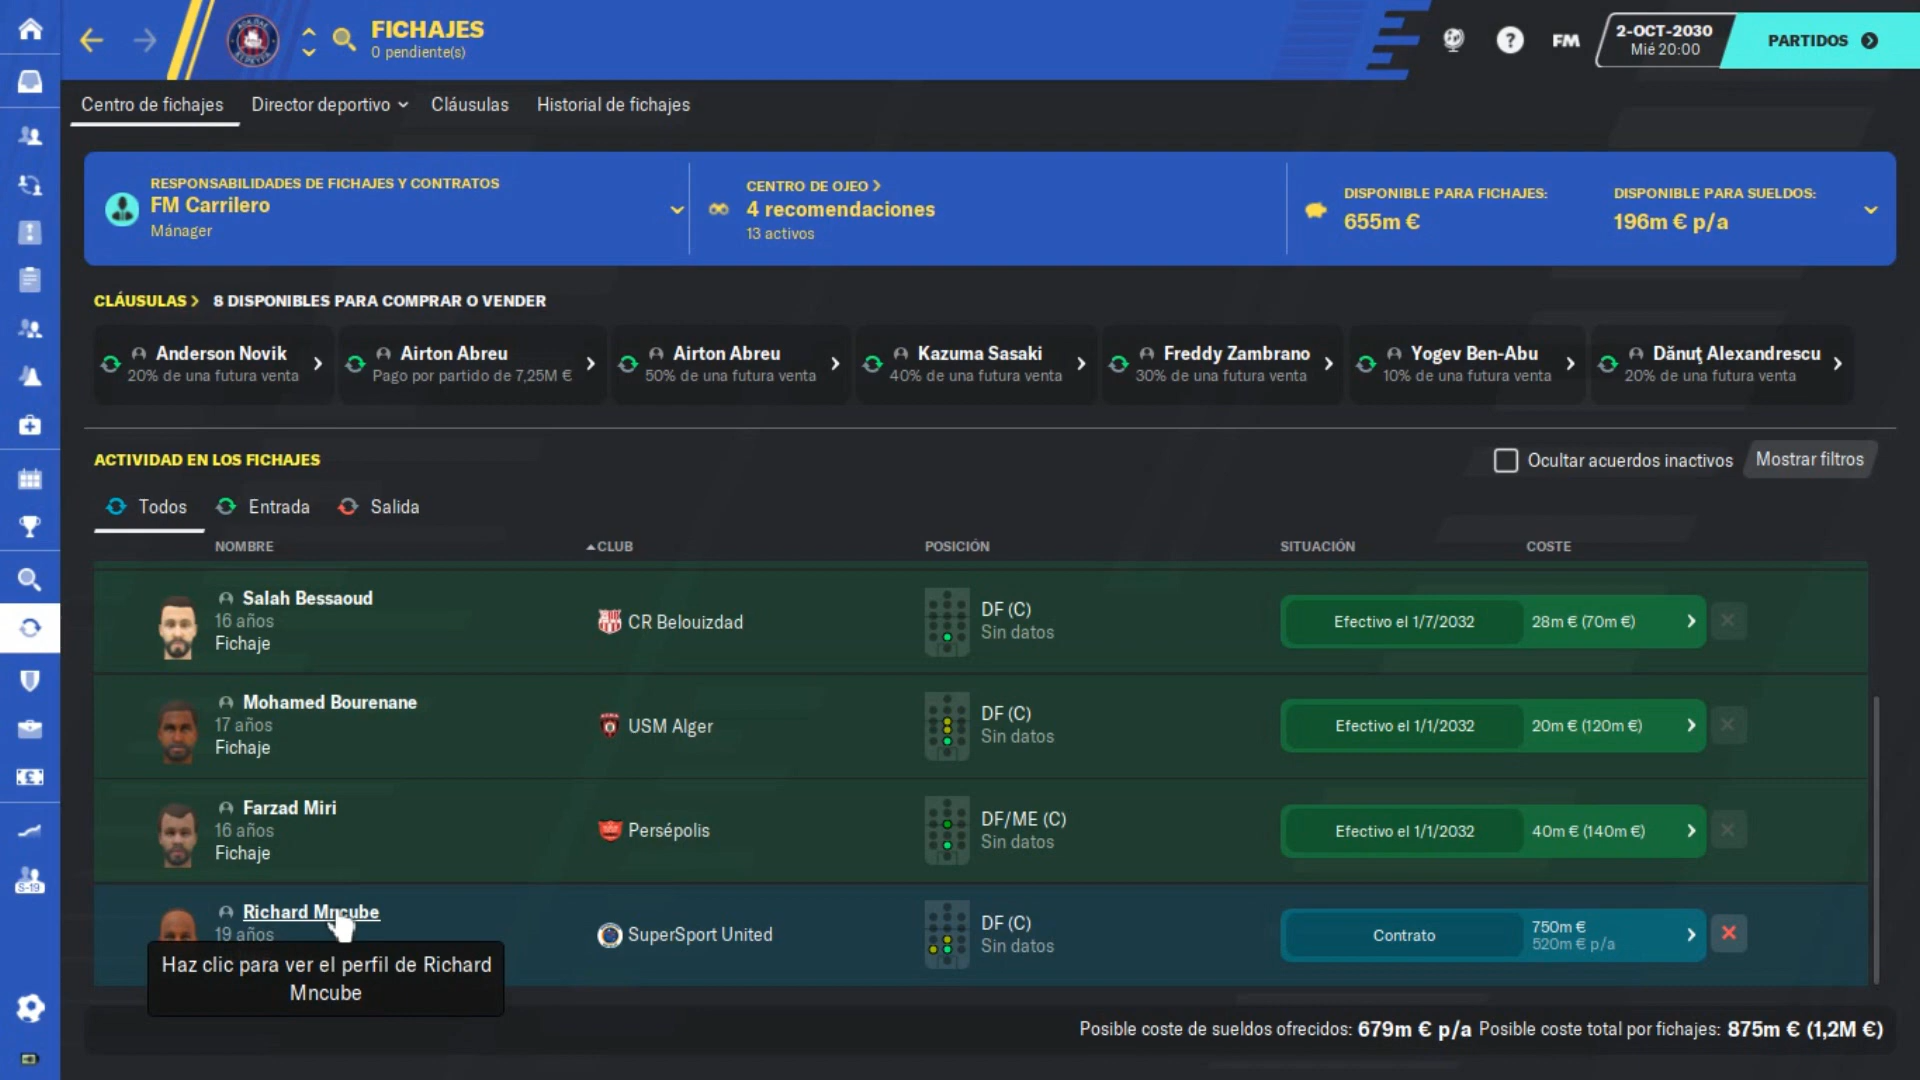 FICHAJES
0 pendiente(s)
FM
2-OCT-2030
Mié 20:00
PARTIDOS
Centro de fichajes
Director deportivo
Cláusulas
Historial de fichajes
RESPONSABILIDADES DE FICHAJES Y CONTRATOS
FM Carrilero
Mánager
CENTRO DE OJEO
4 recomendaciones
13 activos
DISPONIBLE PARA FICHAJES:
655m €
DISPONIBLE PARA SUELDOS:
196m € p/a
CLÁUSULAS 8 DISPONIBLES PARA COMPRAR O VENDER
Anderson Novik
20% de una futura venta
Airton Abreu
Pago por partido de 7,25M €
Airton Abreu
50% de una futura venta
Kazuma Sasaki
40% de una futura venta
Freddy Zambrano
30% de una futura venta
Yogev Ben-Abu
10% de una futura venta
Dănuţ Alexandrescu
20% de una futura venta
ACTIVIDAD EN LOS FICHAJES
Ocultar acuerdos inactivos
Mostrar filtros
Todos
Entrada
Salida
NOMBRE
CLUB
POSICIÓN
SITUACIÓN
COSTE
Salah Bessaoud
16 años
Fichaje
CR Belouizdad
DF (C)
Sin datos
Efectivo el 1/7/2032
28m € (70m €)
Mohamed Bourenane
17 años
Fichaje
USM Alger
DF (C)
Sin datos
Efectivo el 1/1/2032
20m € (120m €)
Farzad Miri
16 años
Fichaje
Persépolis
DF/ME (C)
Sin datos
Efectivo el 1/1/2032
40m € (140m €)
Richard Mncube
19 años
SuperSport United
DF (C)
Sin datos
Contrato
750m €
520m € p/a
Haz clic para ver el perfil de Richard
Mncube
S-19
Posible coste de sueldos ofrecidos: 679m € p/a Posible coste total por fichajes: 875m € (1,2M €)